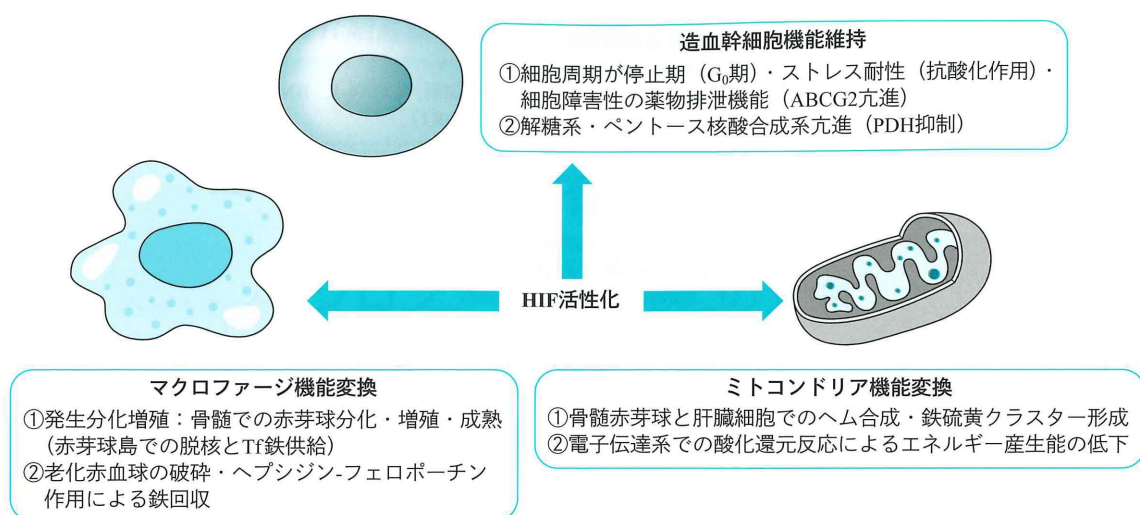 造血幹細胞機能維持
①細胞周期が停止期（G₀期）・ストレス耐性（抗酸化作用）・
細胞障害性の薬物排泄機能（ABCG2亢進）
②解糖系・ペントース核酸合成系亢進（PDH抑制）
HIF活性化
マクロファージ機能変換
①発生分化増殖：骨髄での赤芽球分化・増殖・成熟
（赤芽球島での脱核とTf鉄供給）
②老化赤血球の破砕・ヘプシジン-フェロポーチン
作用による鉄回収
ミトコンドリア機能変換
①骨髄赤芽球と肝臓細胞でのヘム合成・鉄硫黄クラスター形成
②電子伝達系での酸化還元反応によるエネルギー産生能の低下